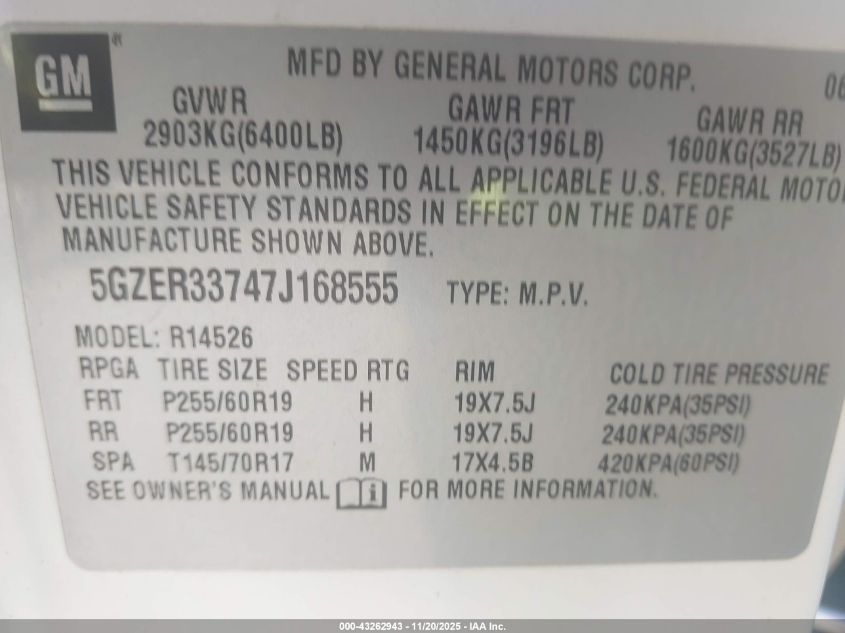 GM
MFD BY GENERAL MOTORS CORP. 06
GVWR GAWR FRT GAWR RR
2903KG(6400LB) 1450KG(3196LB) 1600KG(3527LB)
THIS VEHICLE CONFORMS TO ALL APPLICABLE U.S. FEDERAL MOTO
VEHICLE SAFETY STANDARDS IN EFFECT ON THE DATE OF
MANUFACTURE SHOWN ABOVE.
5GZER33747J168555 TYPE: M.P.V.
MODEL: R14526
RPGA TIRE SIZE SPEED RTG RIM COLD TIRE PRESSURE
FRT P255/60R19 H 19X7.5J 240KPA(35PSI)
RR P255/60R19 H 19X7.5J 240KPA(35PSI)
SPA T145/70R17 M 17X4.5B 420KPA(60PSI)
SEE OWNER'S MANUAL i FOR MORE INFORMATION.
000-43262943 - 11/20/2025 - IAA Inc.